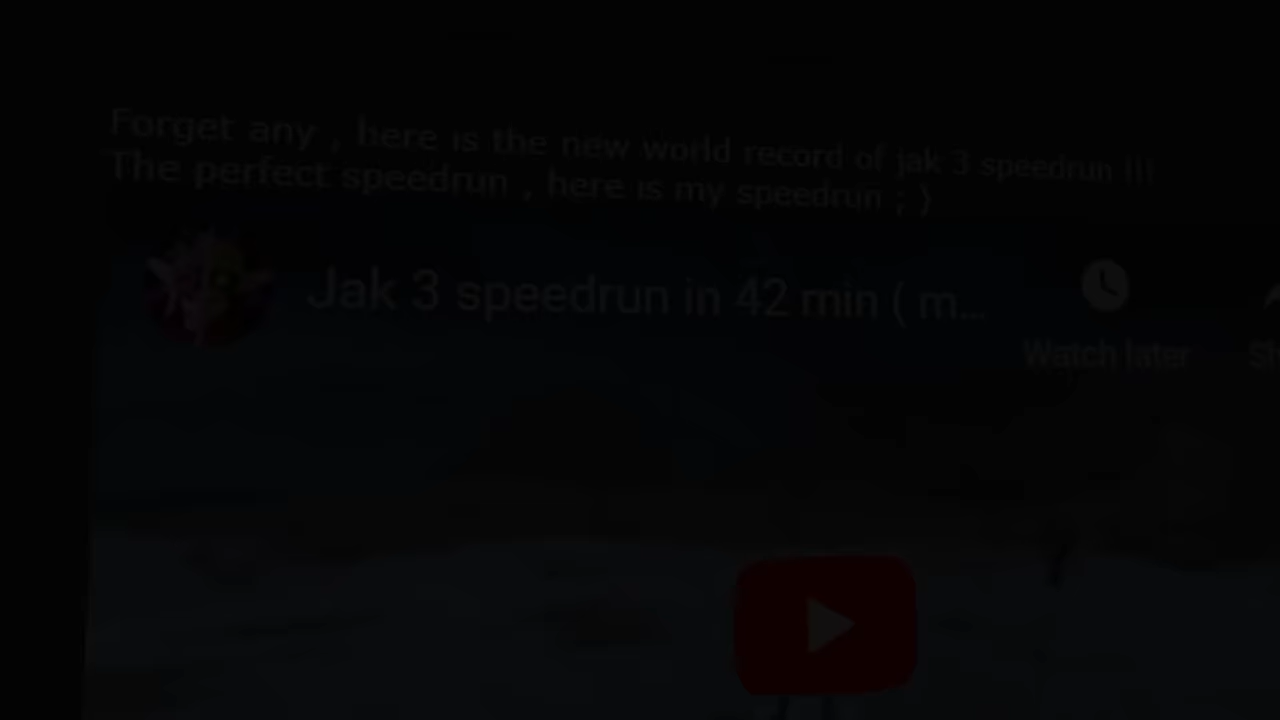 Forget any , here is the new world record of jak 3 speedrun !!!
The perfect speedrun , here is my speedrun ; )
Jak 3 speedrun in 42 min ( m...
Watch later